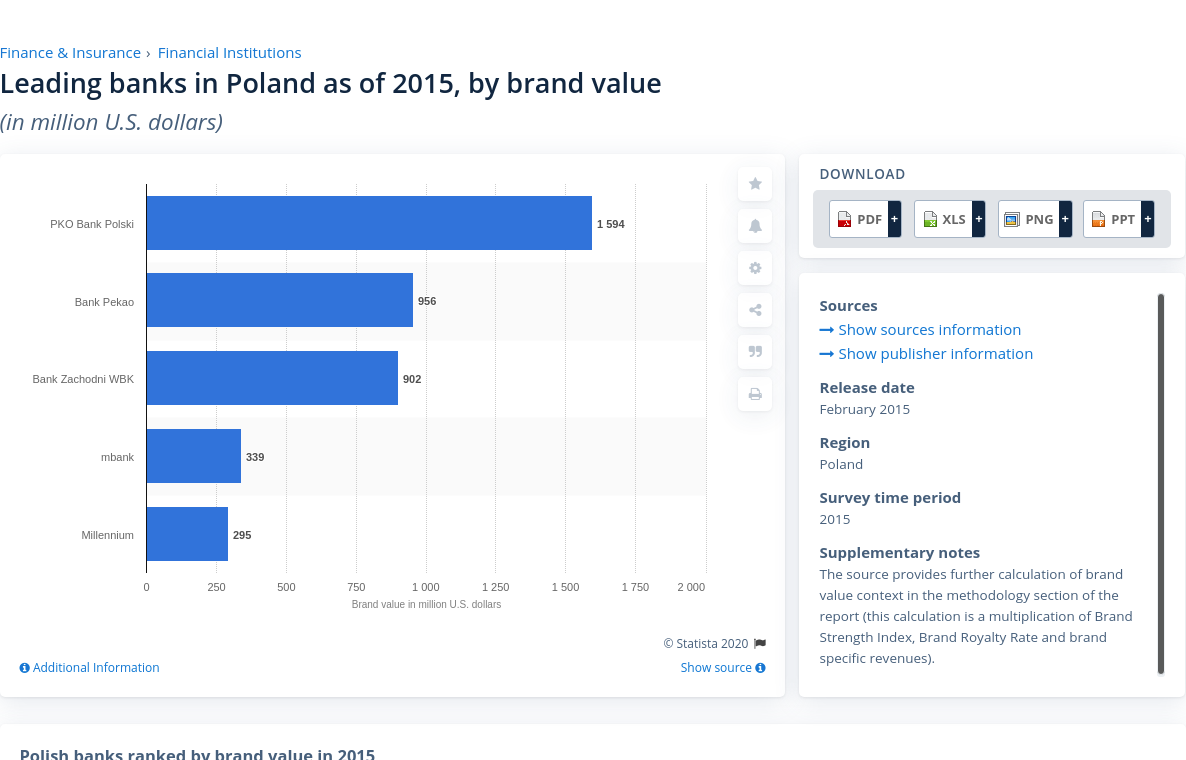 Finance & Insurance › Financial Institutions
Leading banks in Poland as of 2015, by brand value
(in million U.S. dollars)
PKO Bank Polski
1 594
Bank Pekao
956
Bank Zachodni WBK
902
mbank
339
Millennium
295
0 250 500 750 1 000 1 250 1 500 1 750 2 000
Brand value in million U.S. dollars
© Statista 2020
Additional Information
Show source
DOWNLOAD
PDF + XLS + PNG + PPT +
Sources
Show sources information
Show publisher information
Release date
February 2015
Region
Poland
Survey time period
2015
Supplementary notes
The source provides further calculation of brand
value context in the methodology section of the
report (this calculation is a multiplication of Brand
Strength Index, Brand Royalty Rate and brand
specific revenues).
Polish banks ranked by brand value in 2015